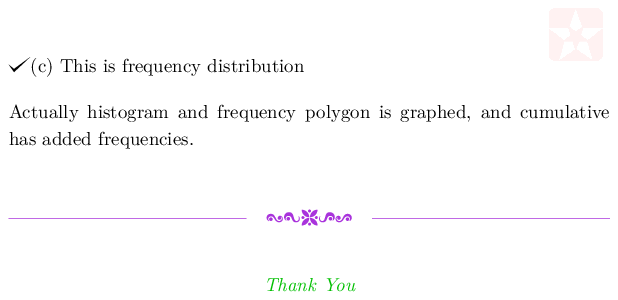 ✓(c) This is frequency distribution
Actually histogram and frequency polygon is graphed, and cumulative
has added frequencies.
Thank You